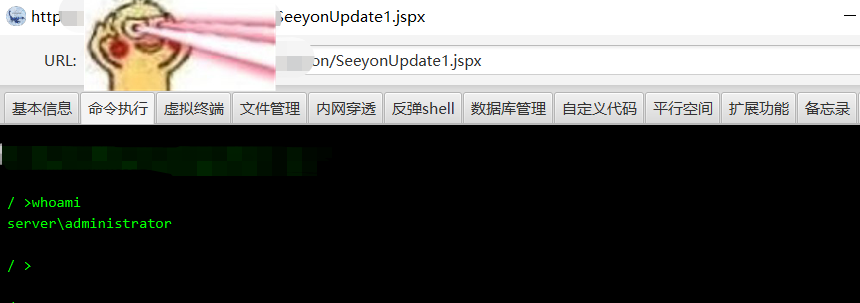 http SeeyonUpdate1.jspx
URL: on/SeeyonUpdate1.jspx
基本信息 命令执行 虚拟终端 文件管理 内网穿透 反弹shell 数据库管理 自定义代码 平行空间 扩展功能 备忘录
/ >whoami
server\administrator
/ >